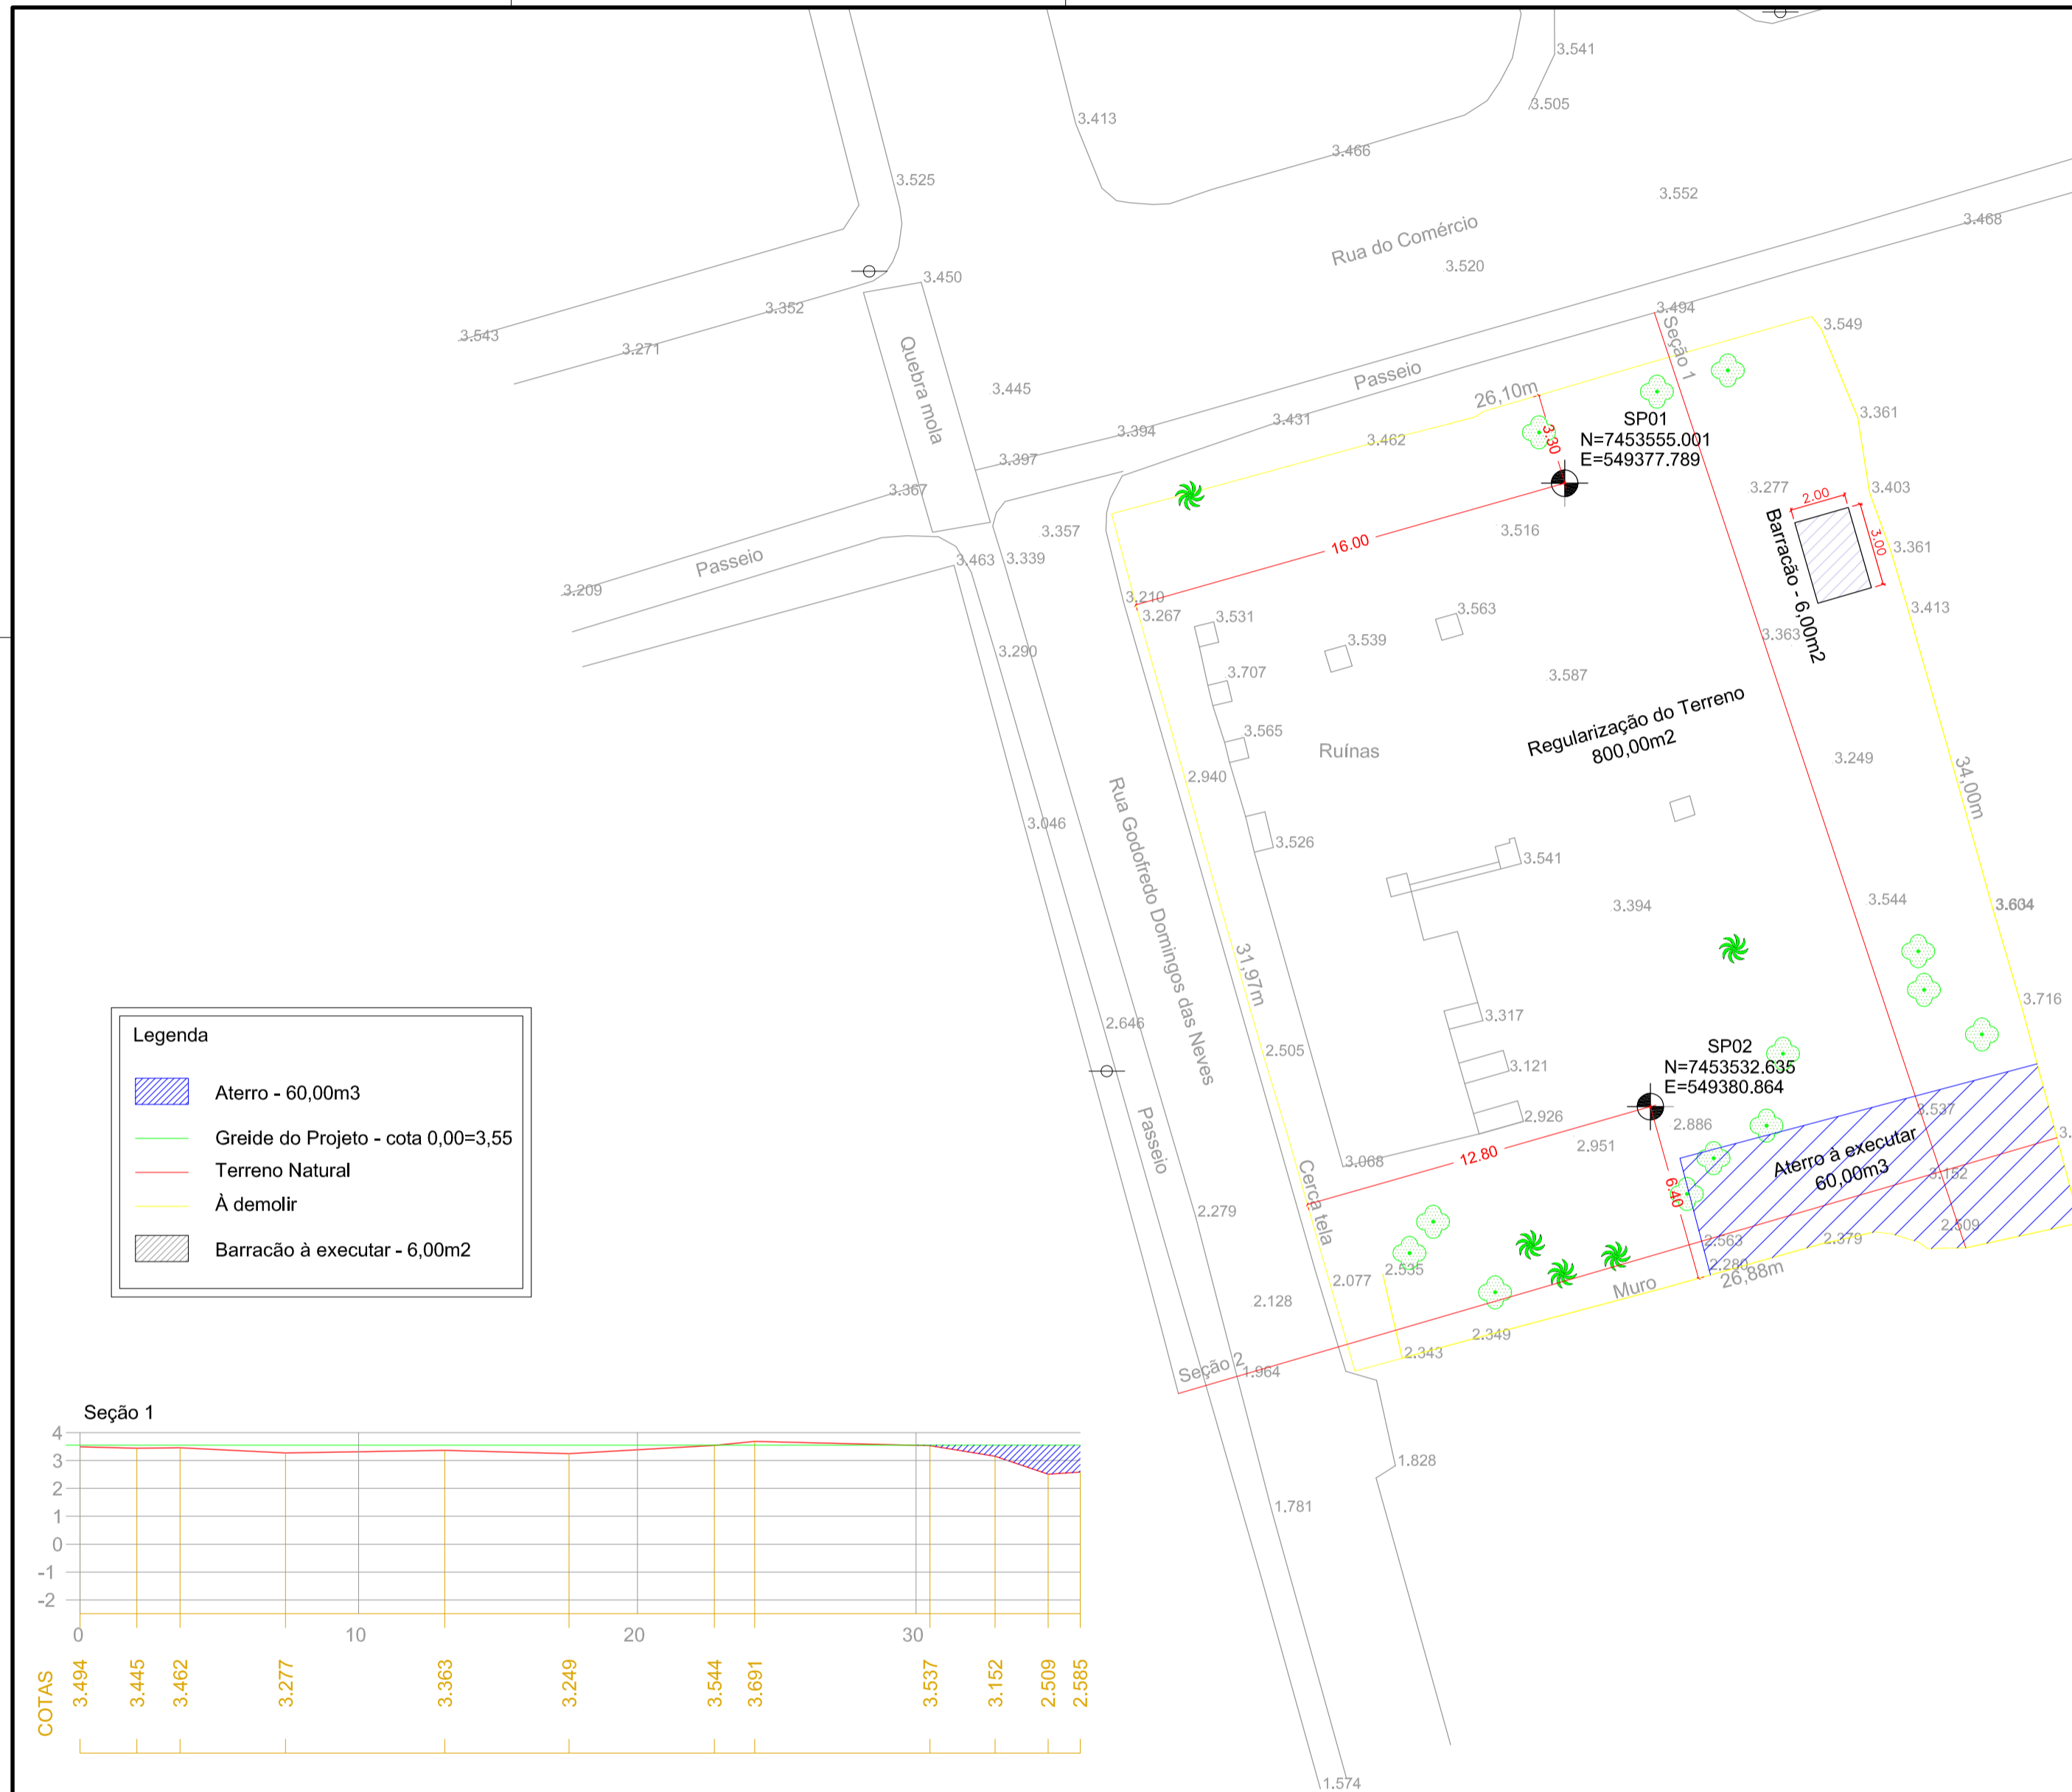 3.541
3.505
3.413
3.466
3.525
3.552
3.468
Rua do Comércio
3.520
3.450
3.352
3.543
3.271
3.494
Seção 1
3.549
Quebra mola
3.445
Passeio
26,10m
3.361
SP01
N=7453555.001
E=549377.789
3.30
3.431
3.394
3.462
3.397
3.367
3.277
2.00
3.403
3.357
3.516
3.00
3.361
16.00
Passeio
3.463
3.339
3.209
3.210
3.267
3.531
3.563
3.413
Barracão - 6,00m2
3.363
3.539
3.290
3.707
3.587
Regularização do Terreno
800,00m2
3.565
Ruínas
3.249
2.940
34,00m
3.046
Rua Godofredo Domingos das Neves
3.526
3.541
3.544
3.394
31,97m
3.716
2.646
3.317
2.505
SP02
N=7453532.635
E=549380.864
3.121
2.926
2.886
3.537
Passeio
2.951
12.80
3.068
Aterro à executar
60,00m3
3.152
6.40
Cerca tela
2.279
2.509
2.563
2.379
2.535
2.280
2.077
26,88m
Muro
2.128
2.349
2.343
Seção 2
1.964
1.828
1.781
1.574
Legenda
Aterro - 60,00m3
Greide do Projeto - cota 0,00=3,55
Terreno Natural
À demolir
Barracão à executar - 6,00m2
Seção 1
4
3
2
1
0
-1
-2
0 10 20 30
COTAS 3.494 3.445 3.462 3.277 3.363 3.249 3.544 3.691 3.537 3.152 2.509 2.585